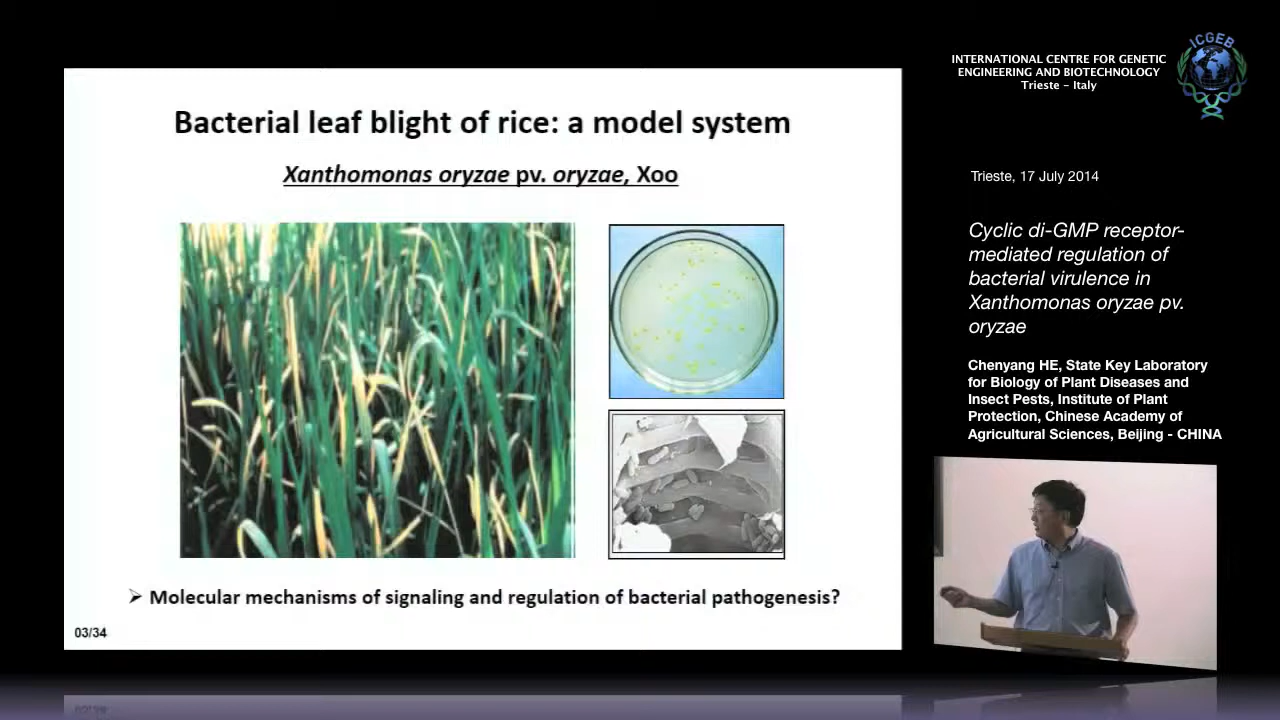 Bacterial leaf blight of rice: a model system
Xanthomonas oryzae pv. oryzae, Xoo
➢ Molecular mechanisms of signaling and regulation of bacterial pathogenesis?
03/34
INTERNATIONAL CENTRE FOR GENETIC
ENGINEERING AND BIOTECHNOLOGY
Trieste – Italy
ICGEB
Trieste, 17 July 2014
Cyclic di-GMP receptor-
mediated regulation of
bacterial virulence in
Xanthomonas oryzae pv.
oryzae
Chenyang HE, State Key Laboratory
for Biology of Plant Diseases and
Insect Pests, Institute of Plant
Protection, Chinese Academy of
Agricultural Sciences, Beijing - CHINA